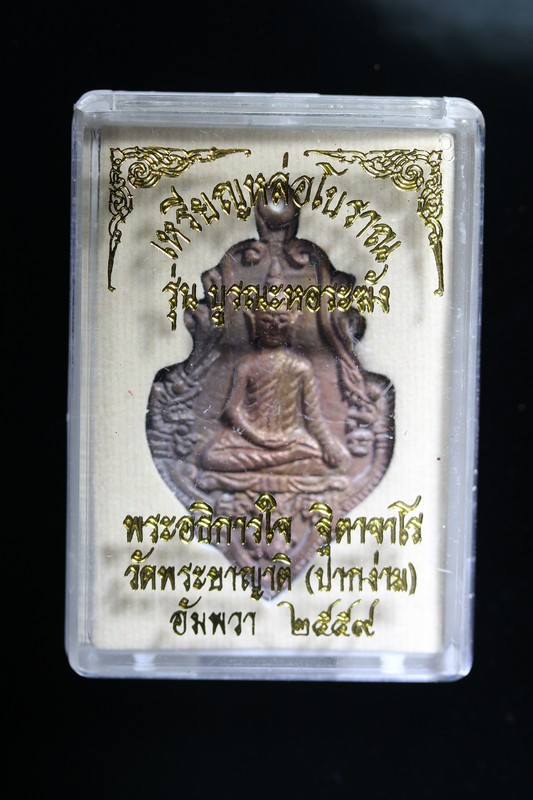 เหรียญหล่อโบราณ
รุ่น บูรณะหอระฆัง
พระอธิการใจ ฐิตาจาโร
วัดพระยาญาติ (ปากง่าม)
อัมพวา ๒๕๕๙